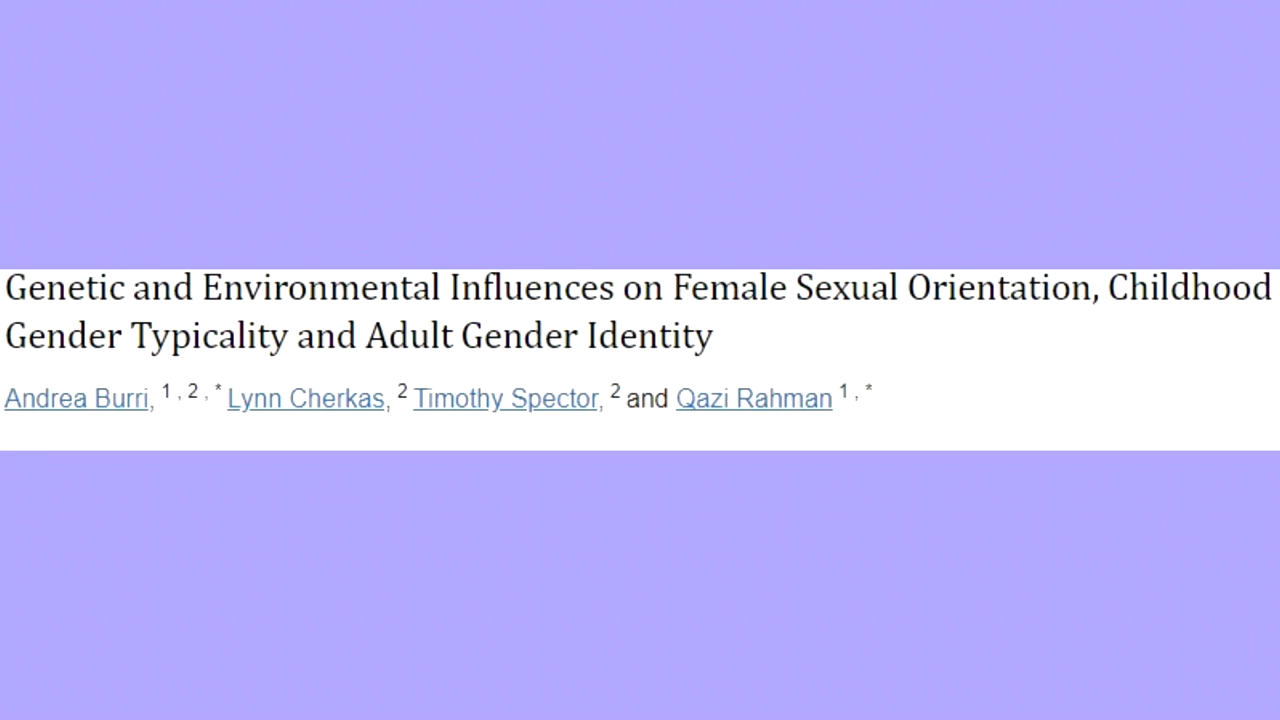 Genetic and Environmental Influences on Female Sexual Orientation, Childhood
Gender Typicality and Adult Gender Identity
Andrea Burri, 1 , 2 , * Lynn Cherkas, 2 Timothy Spector, 2 and Qazi Rahman 1 , *